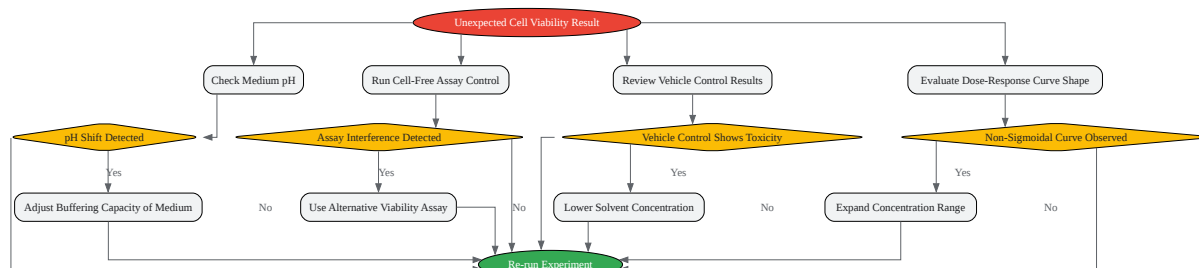 Unexpected Cell Viability Result
Check Medium pH
Run Cell-Free Assay Control
Review Vehicle Control Results
Evaluate Dose-Response Curve Shape
pH Shift Detected
Assay Interference Detected
Vehicle Control Shows Toxicity
Non-Sigmoidal Curve Observed
Yes
Yes
Yes
Yes
Adjust Buffering Capacity of Medium
No
Use Alternative Viability Assay
No
Lower Solvent Concentration
No
Expand Concentration Range
No
Re-run Experiment